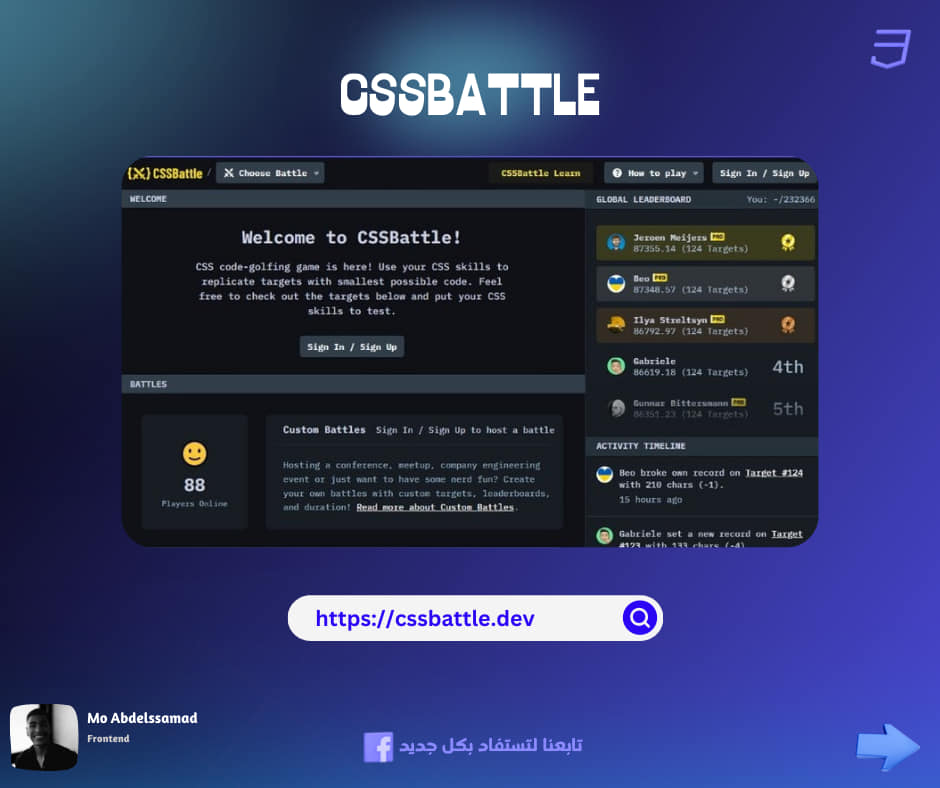 CSSBATTLE
{⚔} CSSBattle / Choose Battle CSSBattle Learn How to play Sign In / Sign Up
WELCOME
Welcome to CSSBattle!
CSS code-golfing game is here! Use your CSS skills to
replicate targets with smallest possible code. Feel
free to check out the targets below and put your CSS
skills to test.
Sign In / Sign Up
BATTLES
88
Players Online
Custom Battles Sign In / Sign Up to host a battle
Hosting a conference, meetup, company engineering
event or just want to have some nerd fun? Create
your own battles with custom targets, leaderboards,
and duration! Read more about Custom Battles.
GLOBAL LEADERBOARD You: ~/232366
Jeroen Meijers PRO
87355.14 (124 Targets)
Beo PRO
87348.57 (124 Targets)
Ilya Streltsyn PRO
86792.97 (124 Targets)
Gabriele
86619.18 (124 Targets)
4th
Gunnar Bittersmann PRO
86351.23 (124 Targets)
5th
ACTIVITY TIMELINE
Beo broke own record on Target #124
with 210 chars (-1).
15 hours ago
Gabriele set a new record on Target
#123 with 133 chars (-4)
https://cssbattle.dev
Mo Abdelssamad
Frontend
تابعنا لتستفاد بكل جديد